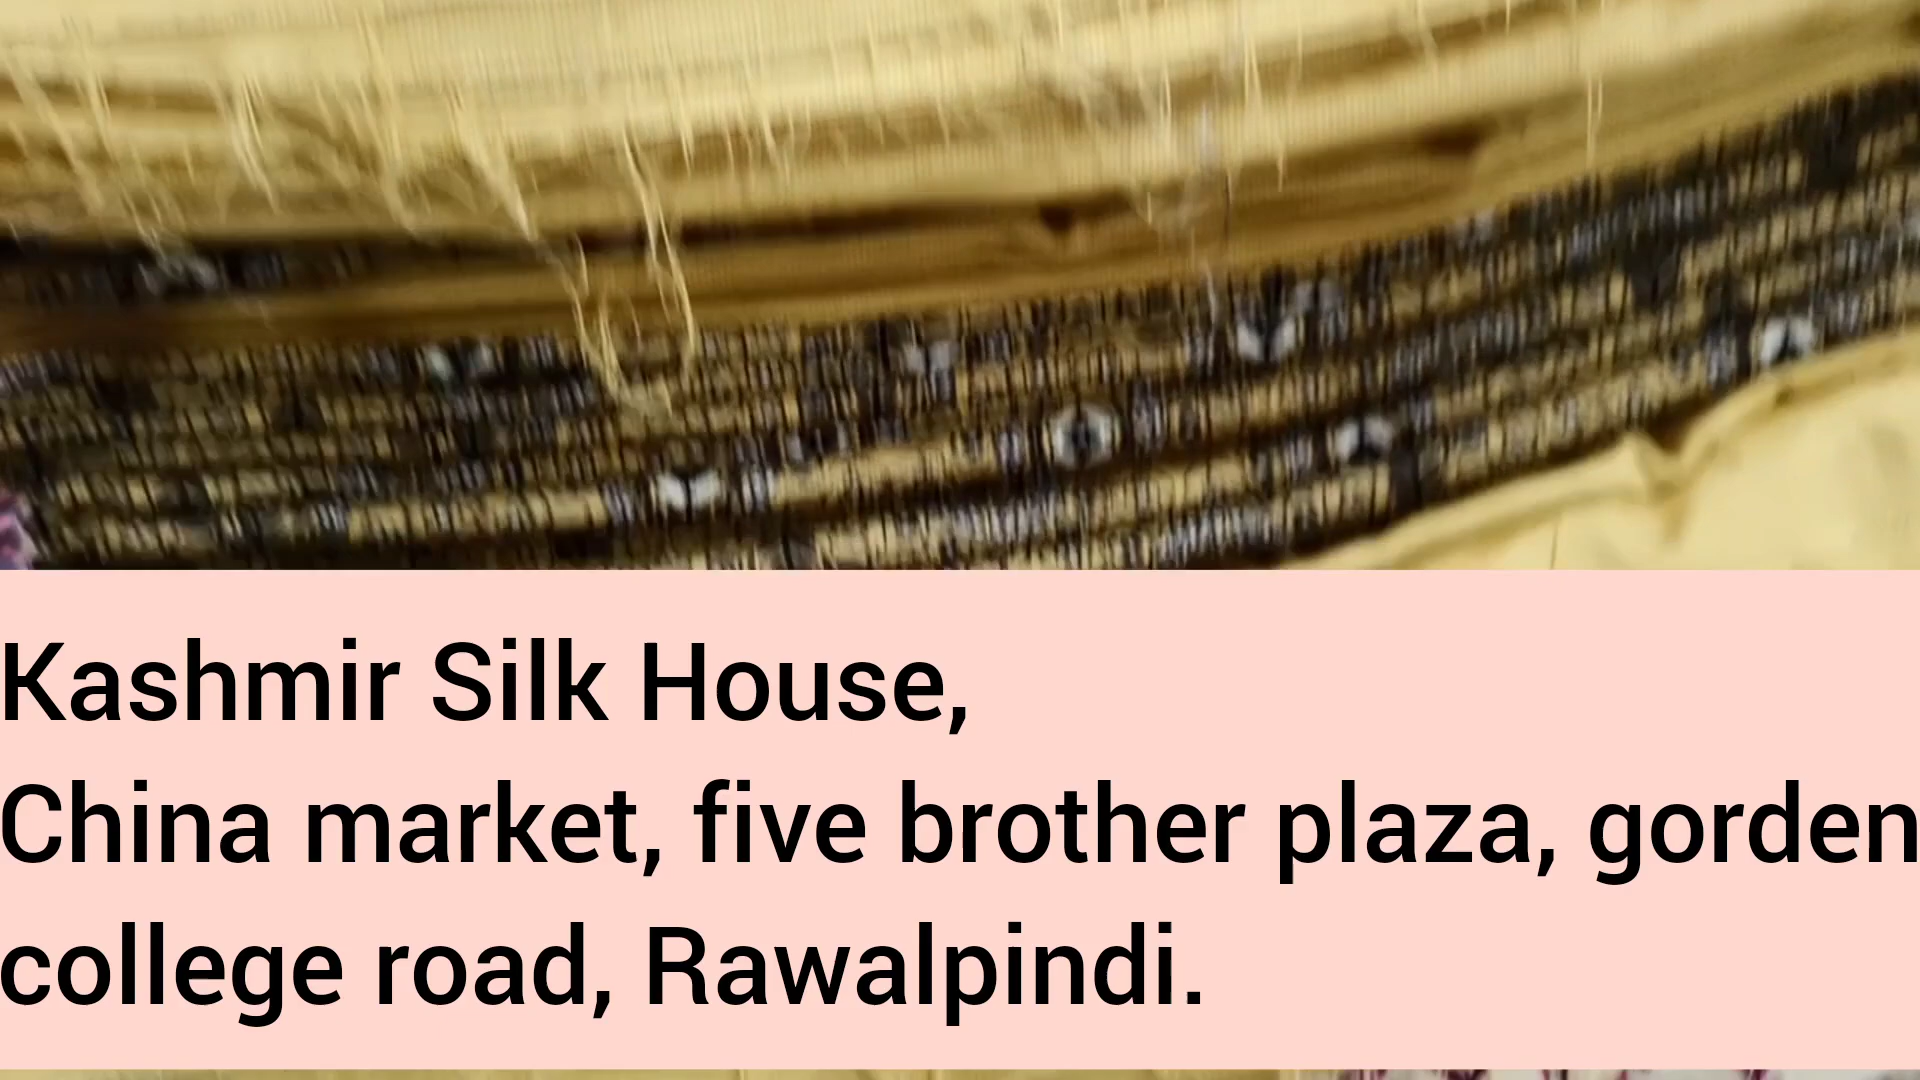 Kashmir Silk House,
China market, five brother plaza, gorden
college road, Rawalpindi.